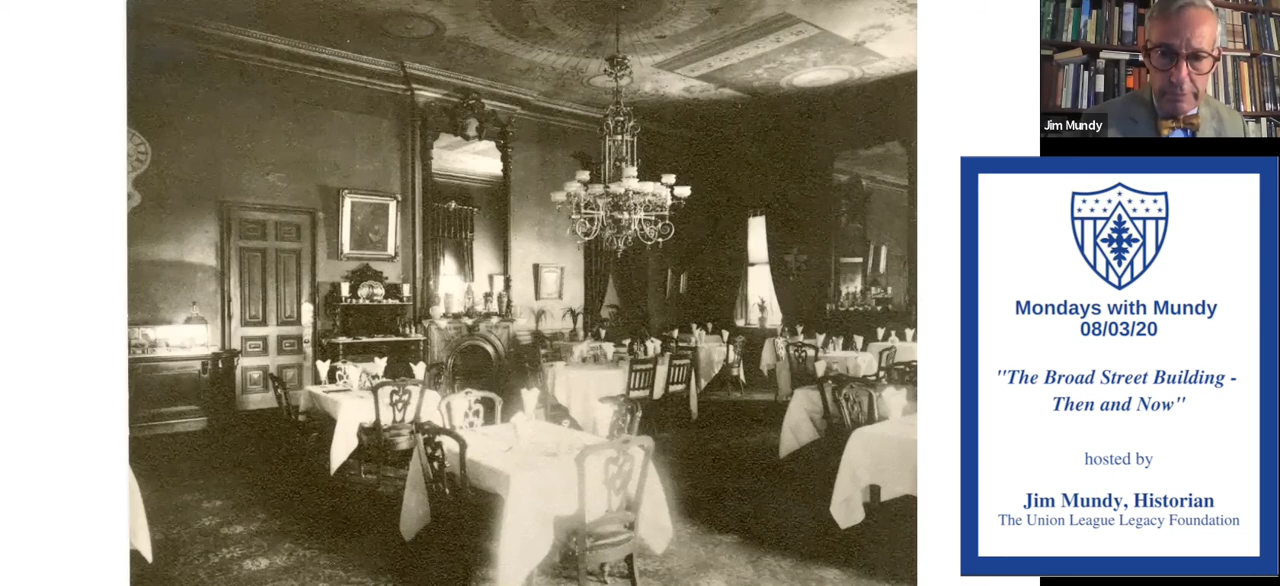 Jim Mundy
Mondays with Mundy
08/03/20
"The Broad Street Building -
Then and Now"
hosted by
Jim Mundy, Historian
The Union League Legacy Foundation